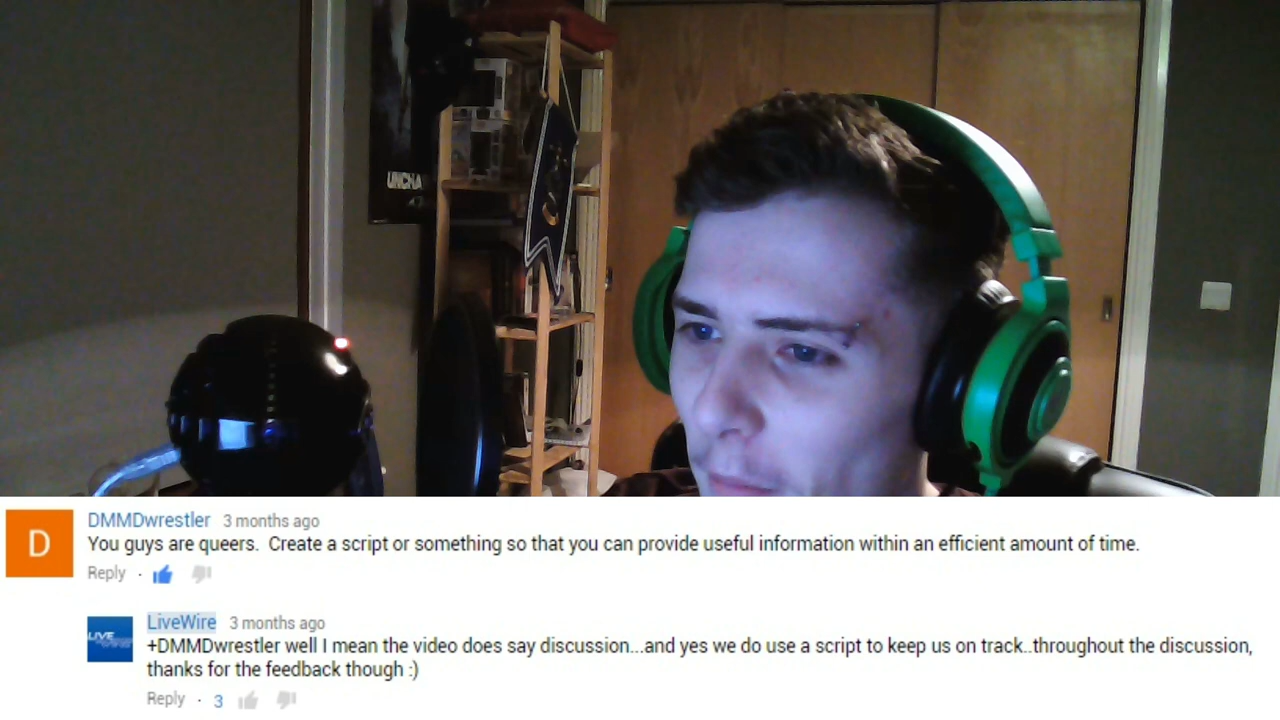 UNCHA
D
DMMDwrestler 3 months ago
You guys are queers. Create a script or something so that you can provide useful information within an efficient amount of time.
Reply ·
LIVE
LiveWire 3 months ago
+DMMDwrestler well I mean the video does say discussion...and yes we do use a script to keep us on track..throughout the discussion,
thanks for the feedback though :)
Reply · 3